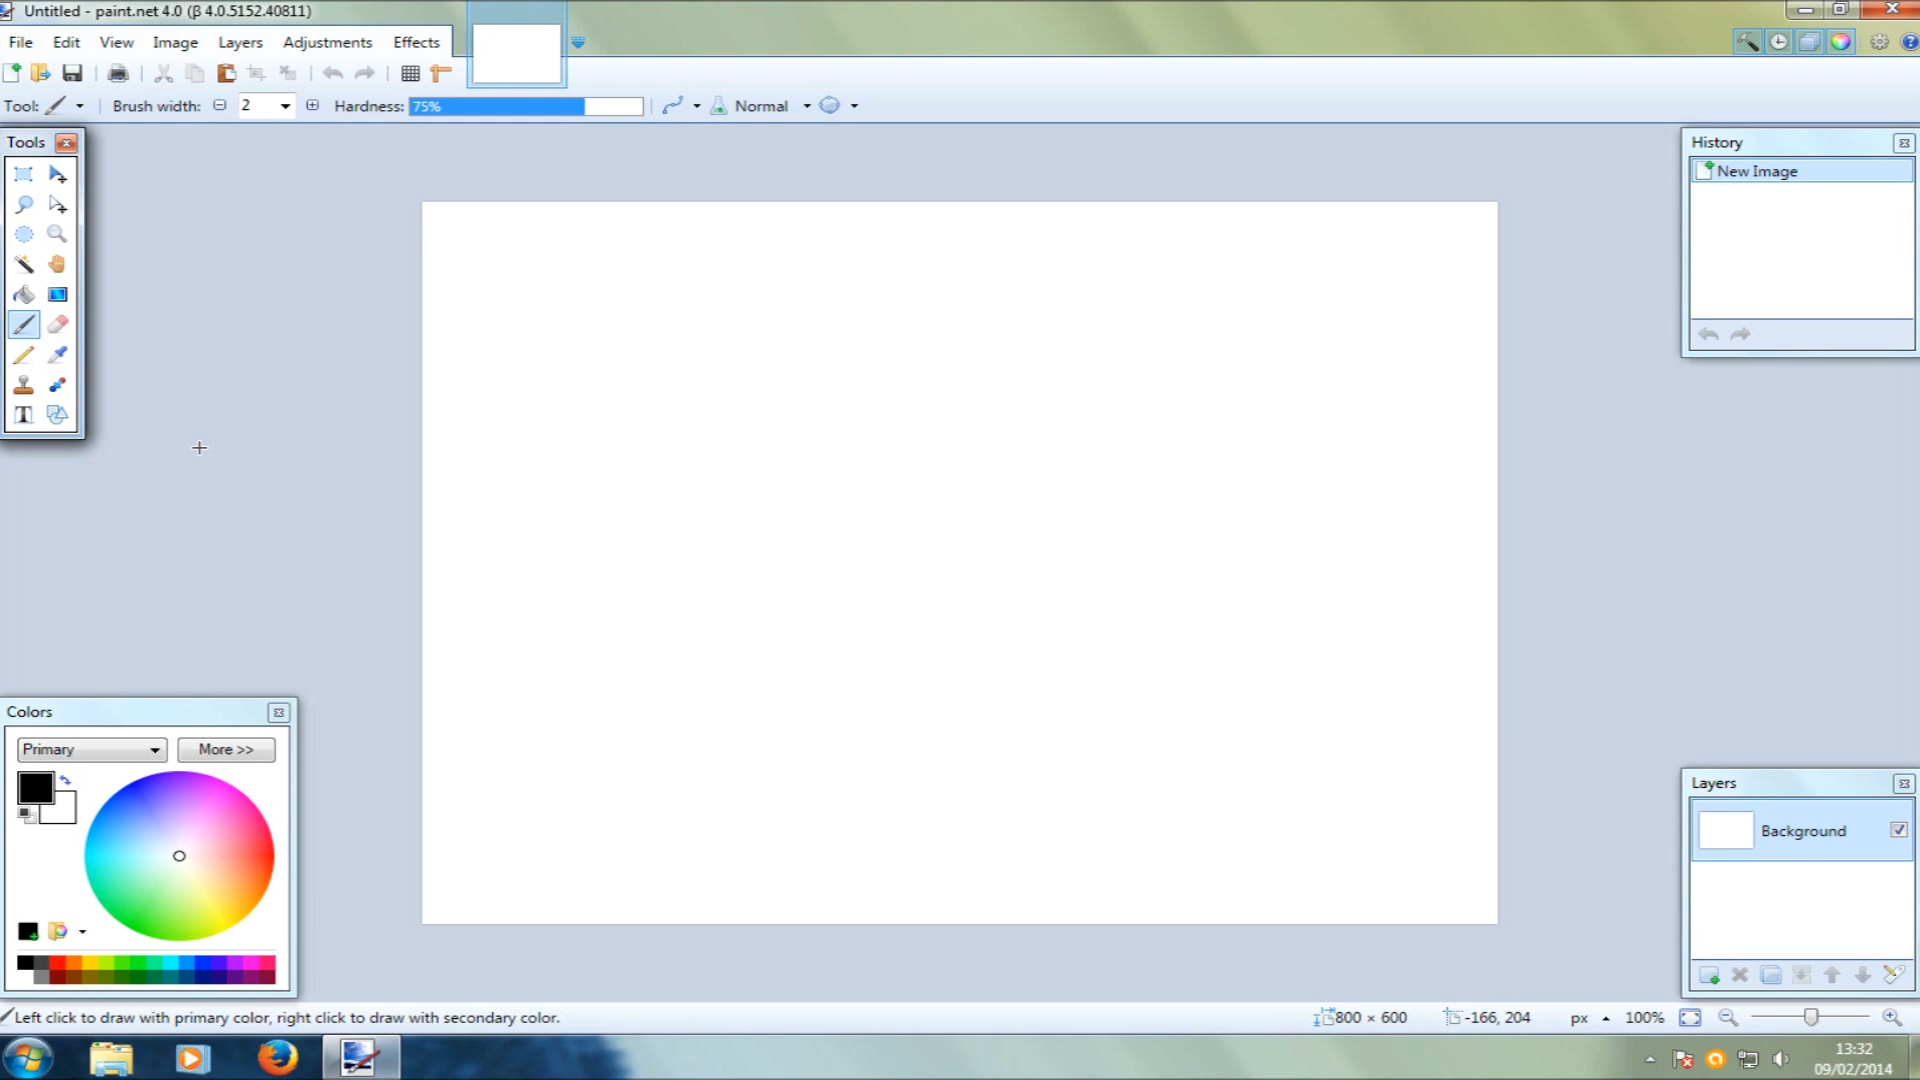 Untitled - paint.net 4.0 (β 4.0.5152.40811)
File Edit View Image Layers Adjustments Effects
Tool: Brush width: 2 Hardness: 75% Normal
Tools
T
History
New Image
Colors
Primary More >>
Layers
Background
Left click to draw with primary color, right click to draw with secondary color.
800 × 600 -166, 204 px 100%
13:32
09/02/2014